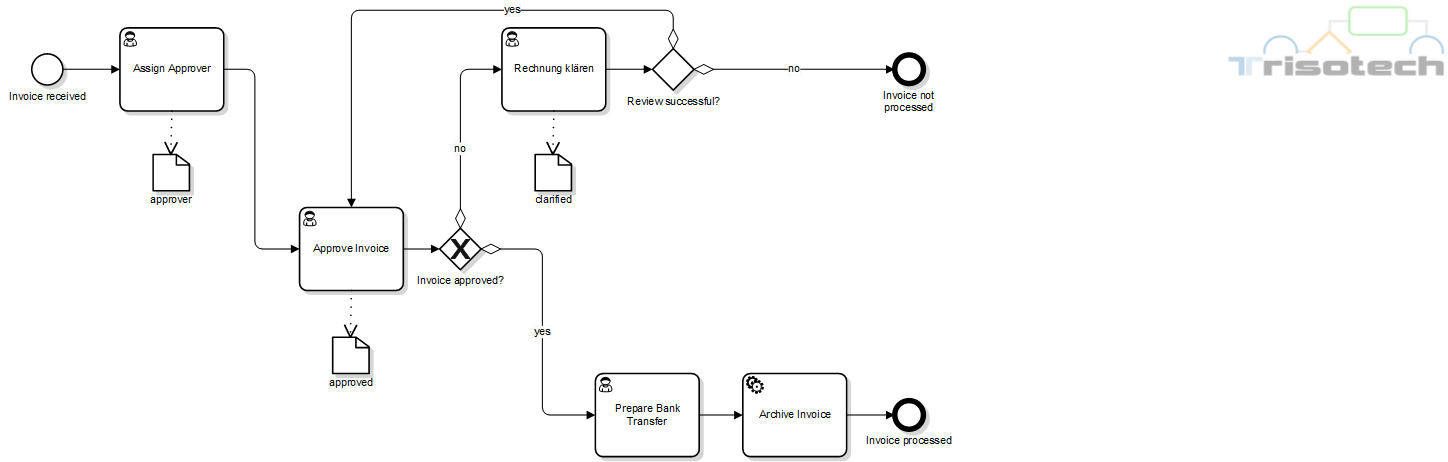 yes
Assign Approver
Rechnung klären
no
Invoice received
Review successful?
Invoice not
processed
Trisotech
no
approver
clarified
Approve Invoice
X
Invoice approved?
yes
approved
Prepare Bank
Transfer
Archive Invoice
Invoice processed